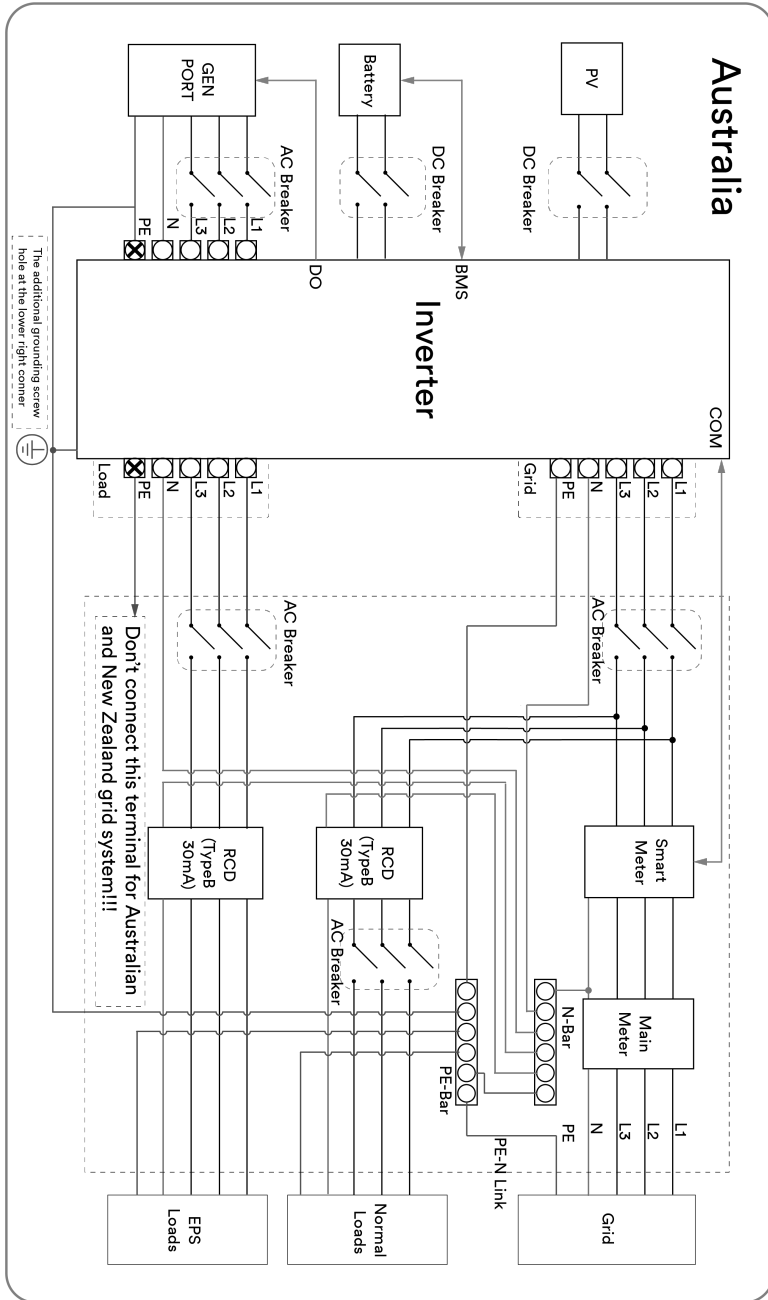 Australia
PV
DC Breaker
Battery
DC Breaker
GEN
PORT
AC Breaker
L1
L2
L3
N
PE
DO
BMS
COM
Inverter
The additional grounding screw
hole at the lower right conner
Grid
L1
L2
L3
N
PE
Load
L1
L2
L3
N
PE
AC Breaker
AC Breaker
Don't connect this terminal for Australian
and New Zealand grid system!!!
Smart
Meter
RCD
(TypeB
30mA)
RCD
(TypeB
30mA)
AC Breaker
Main
Meter
N-Bar
PE-Bar
L1
L2
L3
N
PE
PE-N Link
Grid
Normal
Loads
EPS
Loads